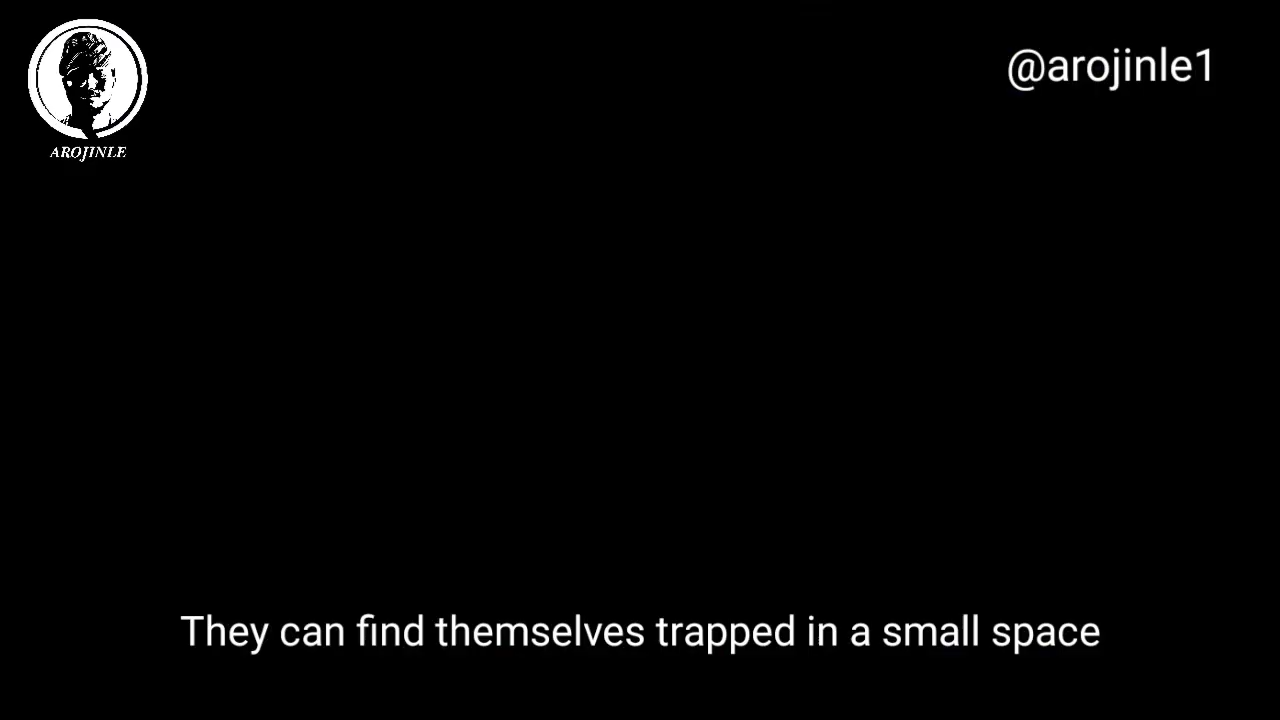 @arojinle1
AROJINLE
They can find themselves trapped in a small space